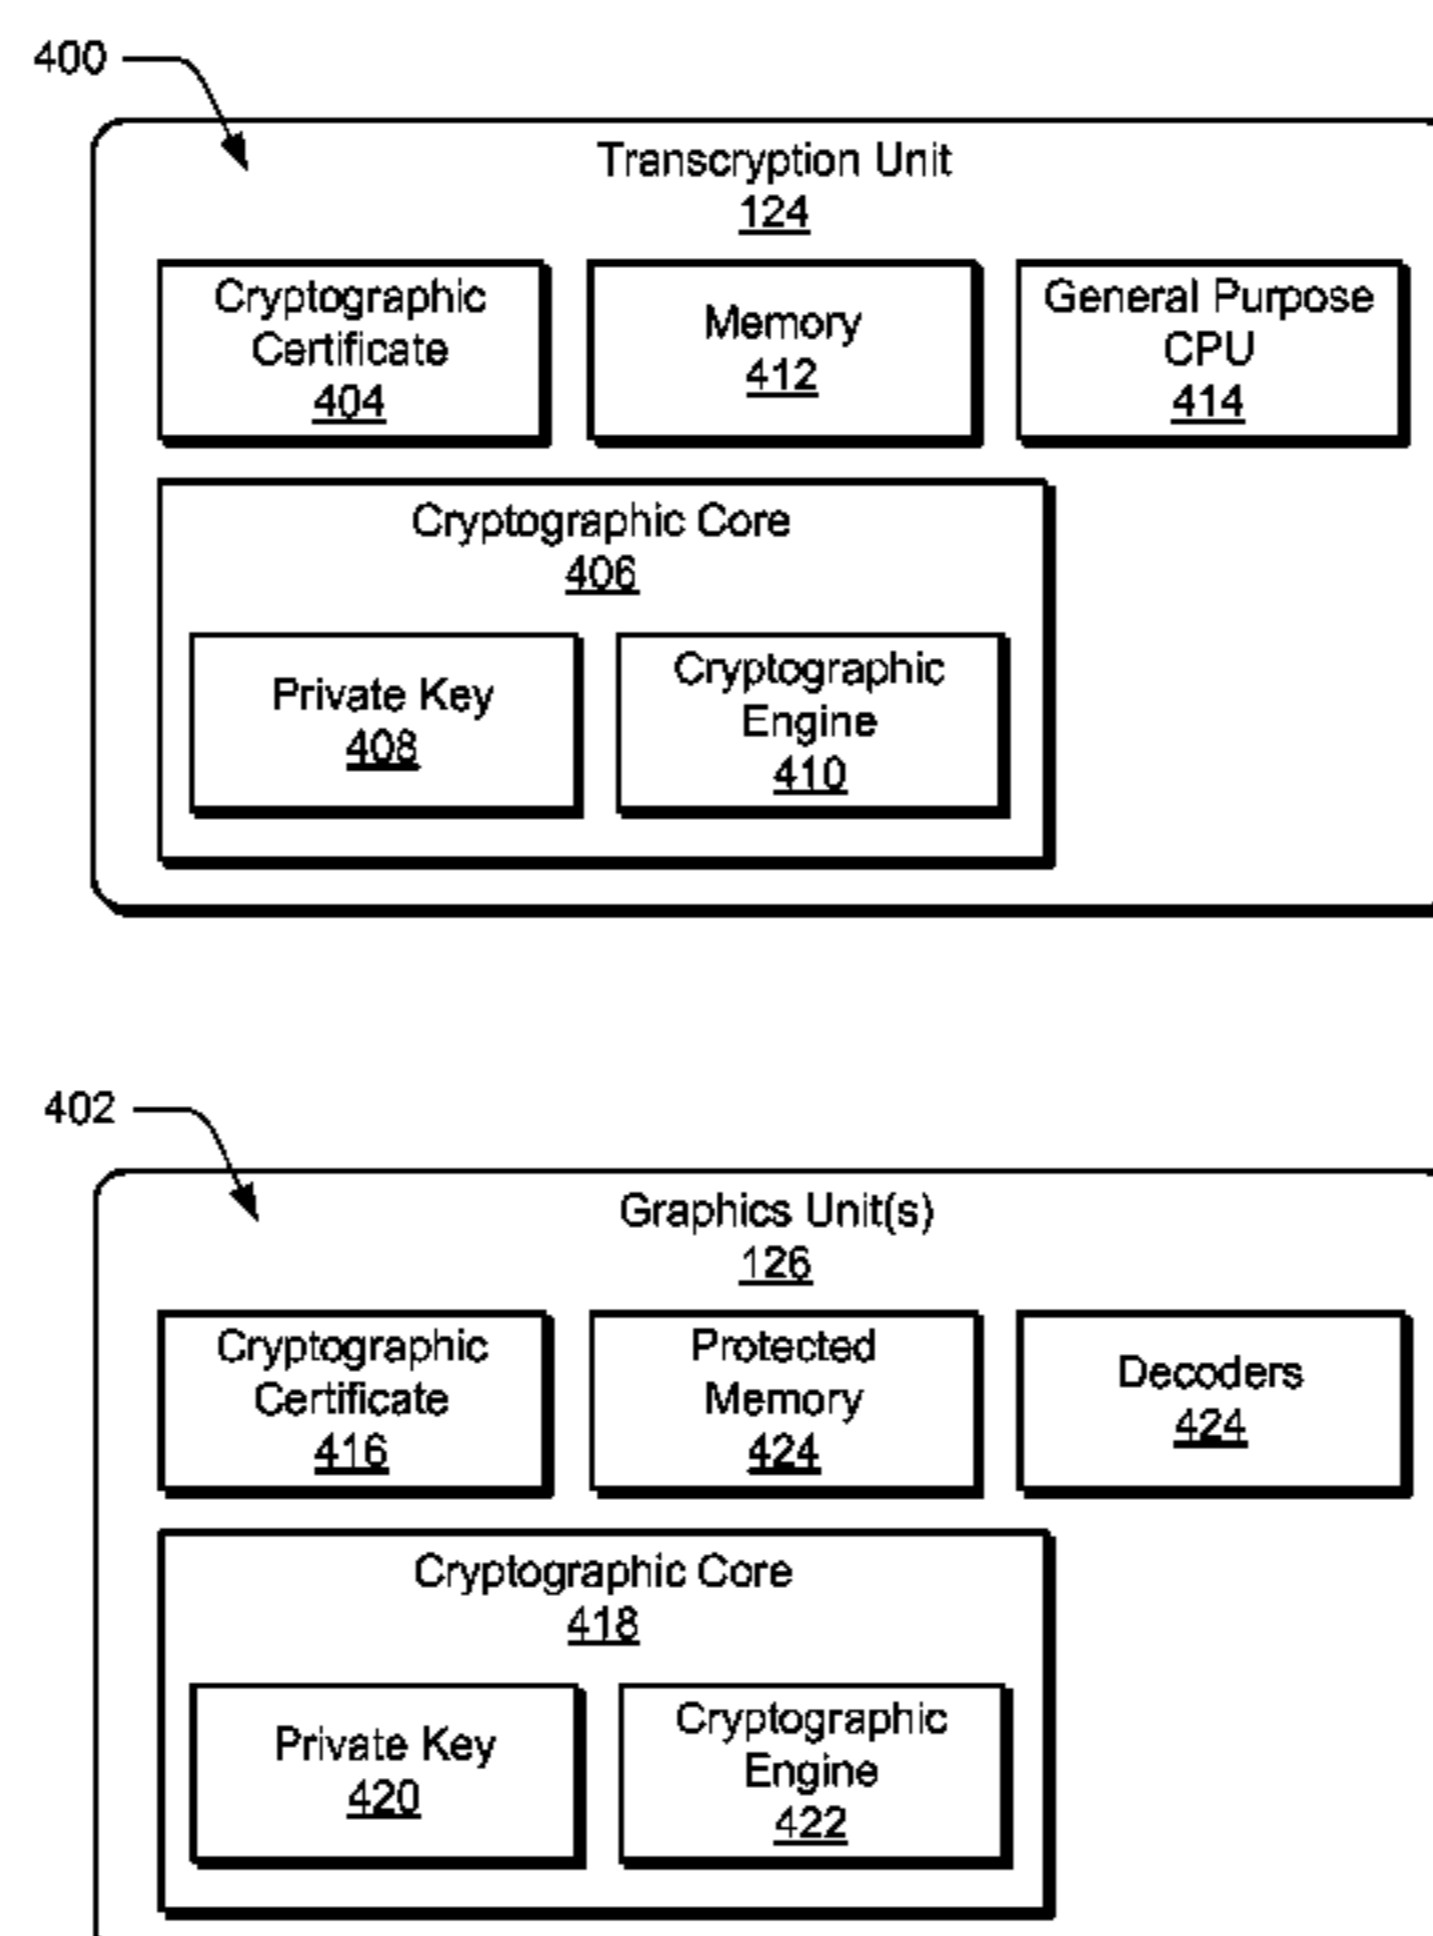 400
Transcryption Unit
124
Cryptographic
Certificate
404
Memory
412
General Purpose
CPU
414
Cryptographic Core
406
Private Key
408
Cryptographic
Engine
410
402
Graphics Unit(s)
126
Cryptographic
Certificate
416
Protected
Memory
424
Decoders
424
Cryptographic Core
418
Private Key
420
Cryptographic
Engine
422